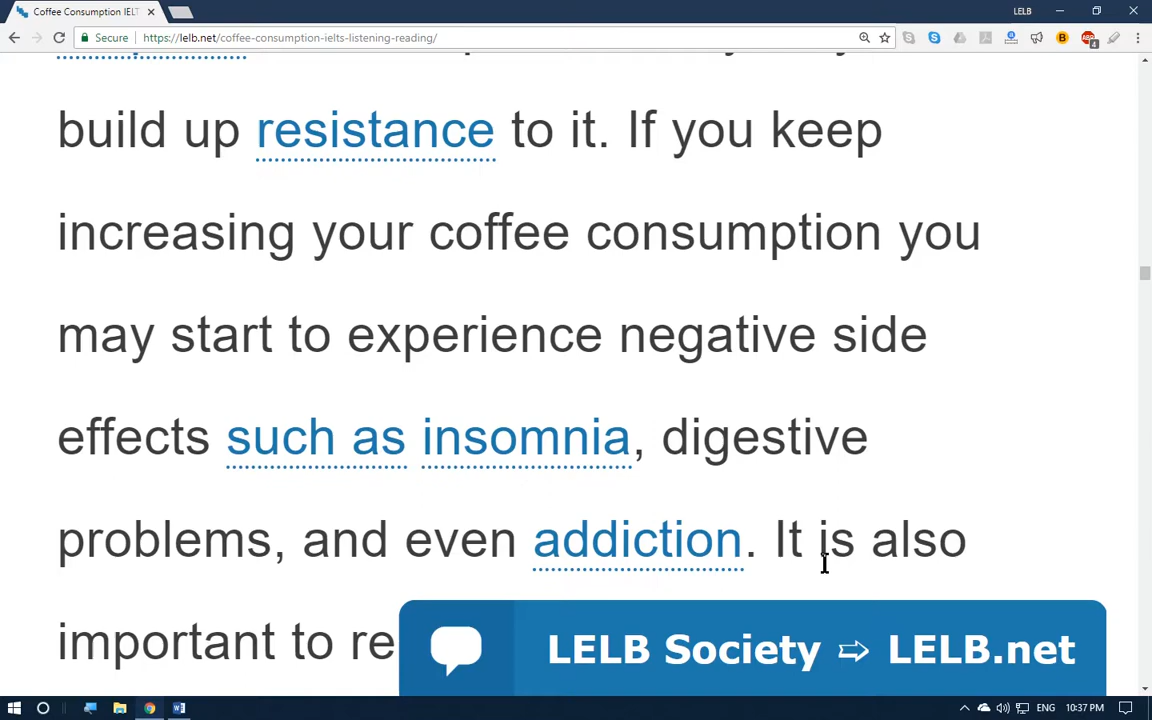 Coffee Consumption IELT
LELB
Secure
https://lelb.net/coffee-consumption-ielts-listening-reading/
4
build up resistance to it. If you keep
increasing your coffee consumption you
may start to experience negative side
effects such as insomnia, digestive
problems, and even addiction. It is also
important to re
LELB Society ⇨ LELB.net
ENG
10:37 PM